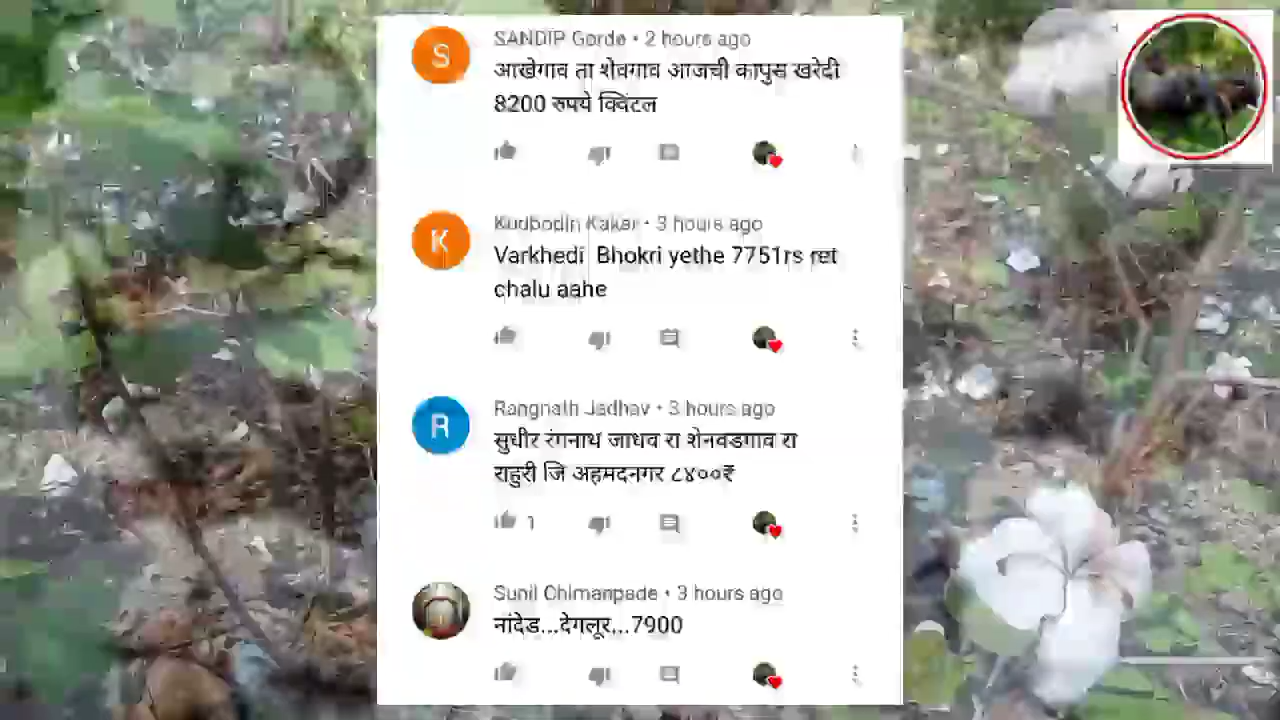 SANDIP Gorde • 2 hours ago
आखेगाव ता शेवगाव आजची कापुस खरेदी
8200 रुपये क्विंटल
Kudbodin Kakar • 3 hours ago
Varkhedi Bhokri yethe 7751rs ret
chalu aahe
Rangnath Jadhav • 3 hours ago
सुधीर रंगनाथ जाधव रा शेनवडगाव रा
राहुरी जि अहमदनगर ८४००₹
1
Sunil Chimanpade • 3 hours ago
नांदेड...देगलूर...7900